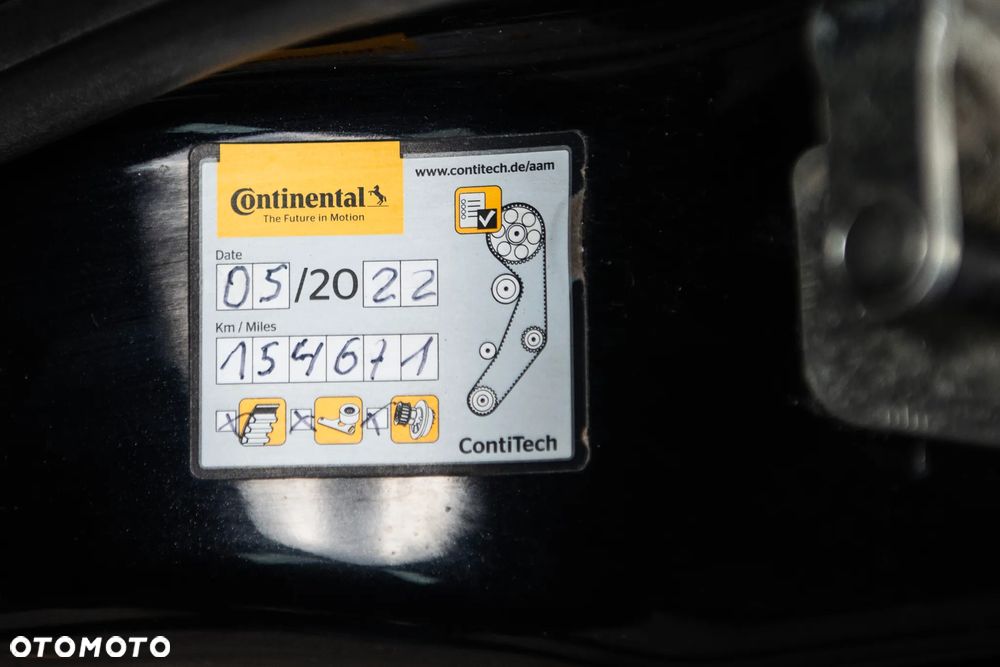 www.contitech.de/aam
Continental
The Future in Motion
Date
05/2022
Km / Miles
154671
ContiTech
OTOMOTO